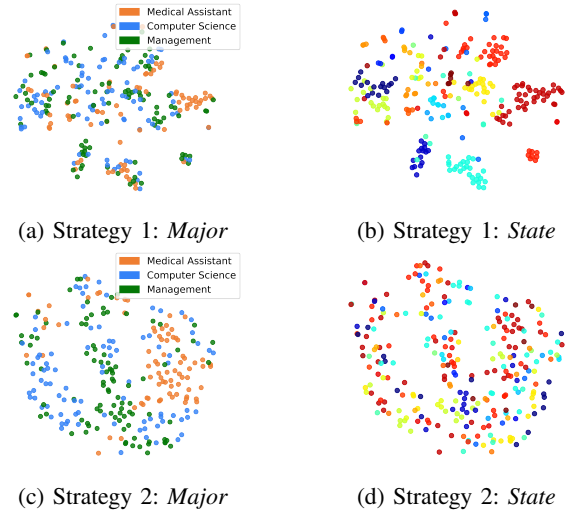 Medical Assistant
Computer Science
Management
(a) Strategy 1: Major
(b) Strategy 1: State
Medical Assistant
Computer Science
Management
(c) Strategy 2: Major
(d) Strategy 2: State